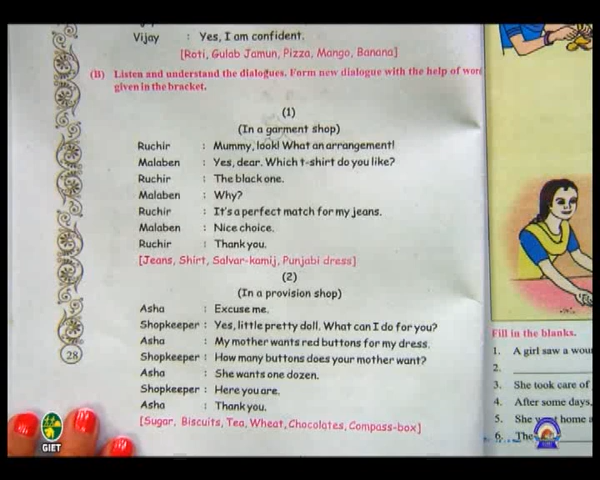 Vijay : Yes, I am confident.
[Roti, Gulab Jamun, Pizza, Mango, Banana]
(B) Listen and understand the dialogues. Form new dialogue with the help of
given in the bracket.
(1)
(In a garment shop)
Ruchir : Mummy, look! What an arrangement!
Malaben : Yes, dear. Which t-shirt do you like?
Ruchir : The black one.
Malaben : Why?
Ruchir : It's a perfect match for my jeans.
Malaben : Nice choice.
Ruchir : Thank you.
[Jeans, Shirt, Salvar-kamij, Punjabi dress]
(2)
(In a provision shop)
Asha : Excuse me.
Shopkeeper : Yes, little pretty doll. What can I do for you?
Asha : My mother wants red buttons for my dress.
Shopkeeper : How many buttons does your mother want?
Asha : She wants one dozen.
Shopkeeper : Here you are.
Asha : Thank you.
[Sugar, Biscuits, Tea, Wheat, Chocolates, Compass-box]
28
Fill in the blanks.
1. A girl saw a
2.
3. She took care of
4. After some days,
5. She home
6. The
GIET